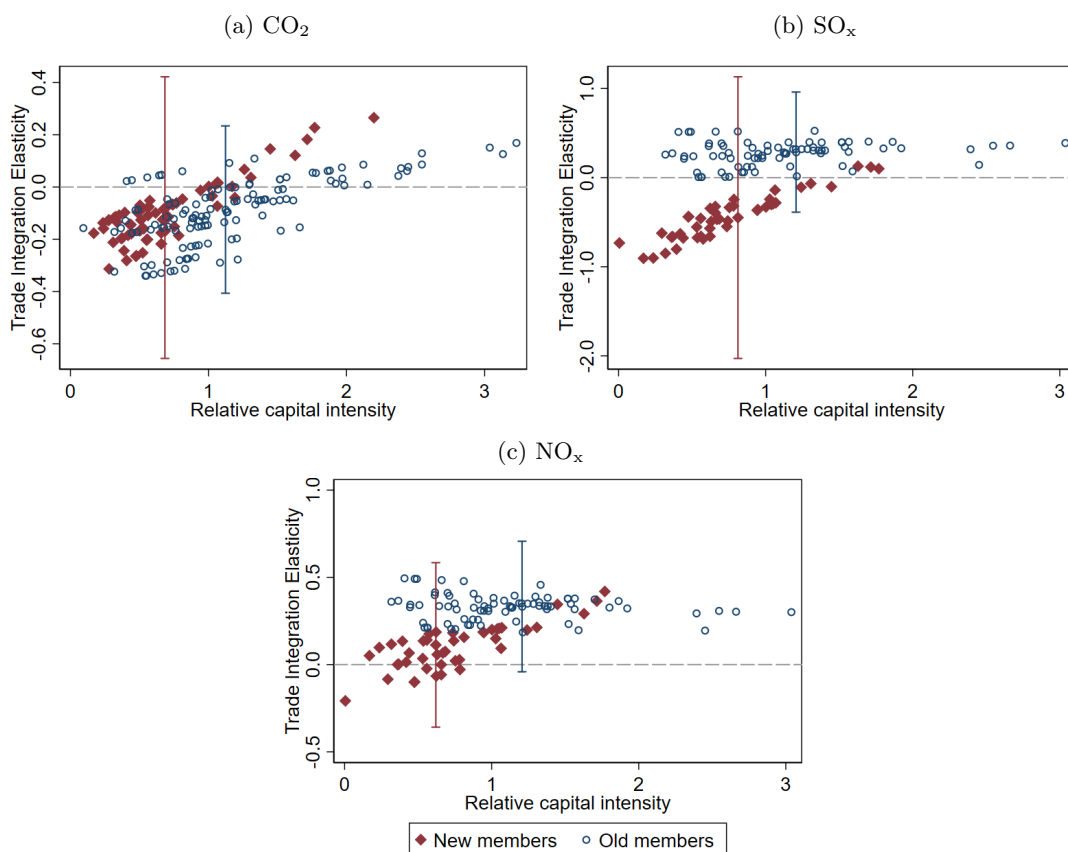 (a) CO₂
(b) SOₓ
Trade Integration Elasticity
0.4
0.2
0.0
-0.2
-0.4
-0.6
0
1
2
3
Relative capital intensity
Trade Integration Elasticity
1.0
0.0
-1.0
-2.0
0
1
2
3
Relative capital intensity
(c) NOₓ
Trade Integration Elasticity
1.0
0.5
0.0
-0.5
0
1
2
3
Relative capital intensity
New members
Old members